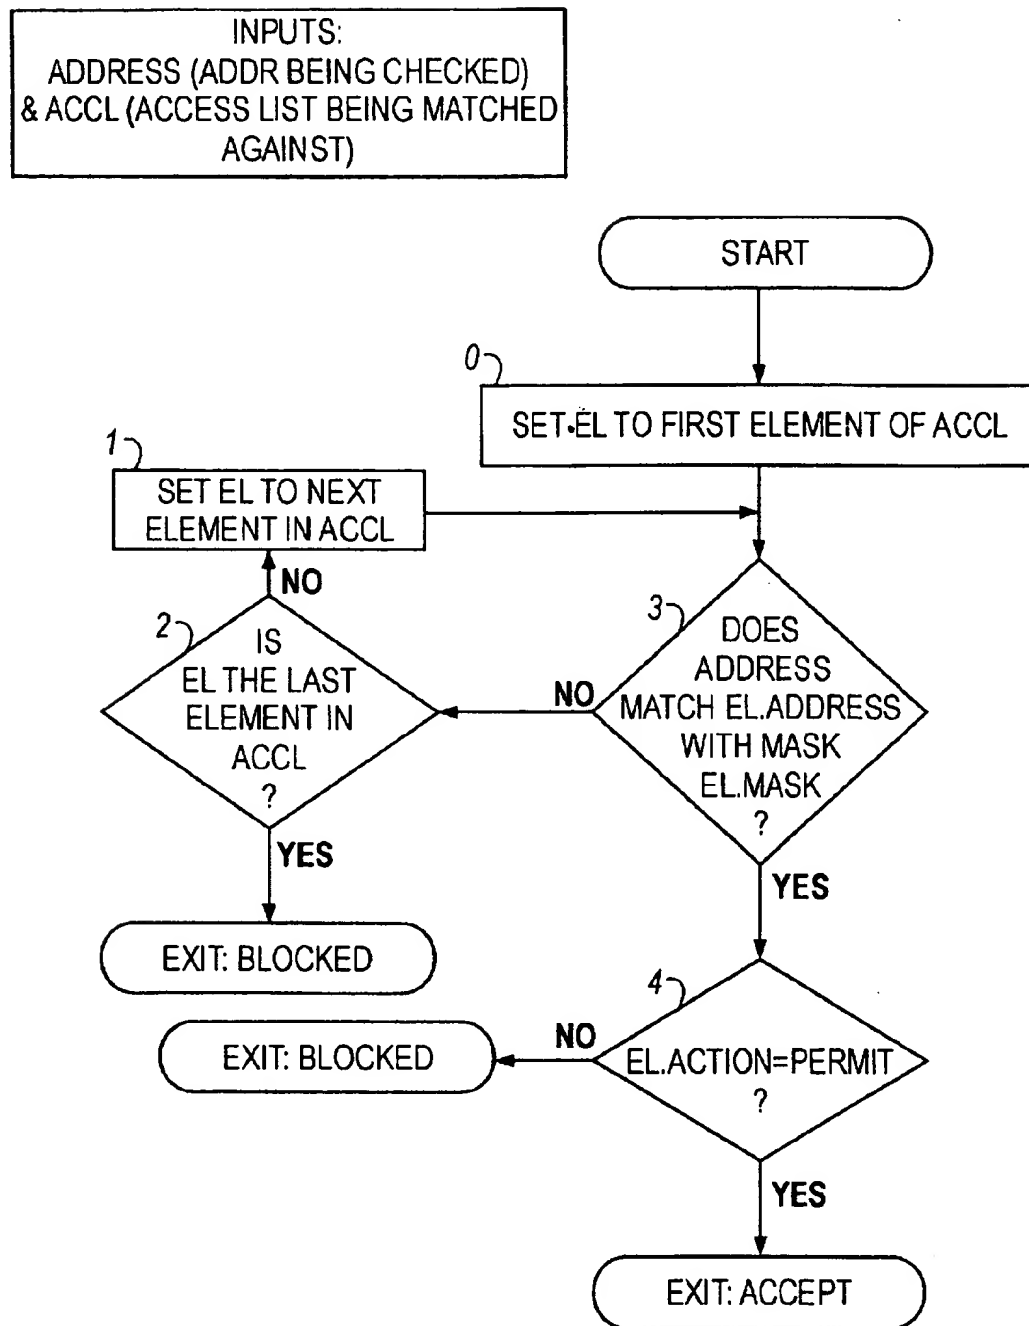 INPUTS:
ADDRESS (ADDR BEING CHECKED)
& ACCL (ACCESS LIST BEING MATCHED
AGAINST)
START
0
SET EL TO FIRST ELEMENT OF ACCL
1
SET EL TO NEXT
ELEMENT IN ACCL
NO
2
IS
EL THE LAST
ELEMENT IN
ACCL
?
NO
3
DOES
ADDRESS
MATCH EL.ADDRESS
WITH MASK
EL.MASK
?
YES
YES
EXIT: BLOCKED
4
EL.ACTION=PERMIT
?
NO
EXIT: BLOCKED
YES
EXIT: ACCEPT